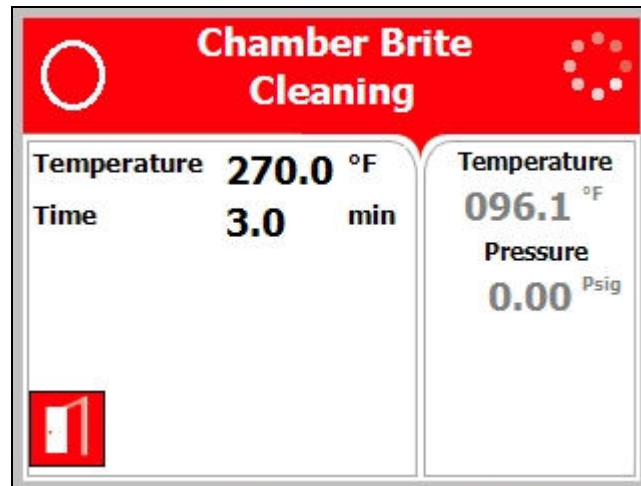 Chamber Brite
Cleaning
Temperature 270.0 °F
Time 3.0 min
Temperature
096.1 °F
Pressure
0.00 Psig